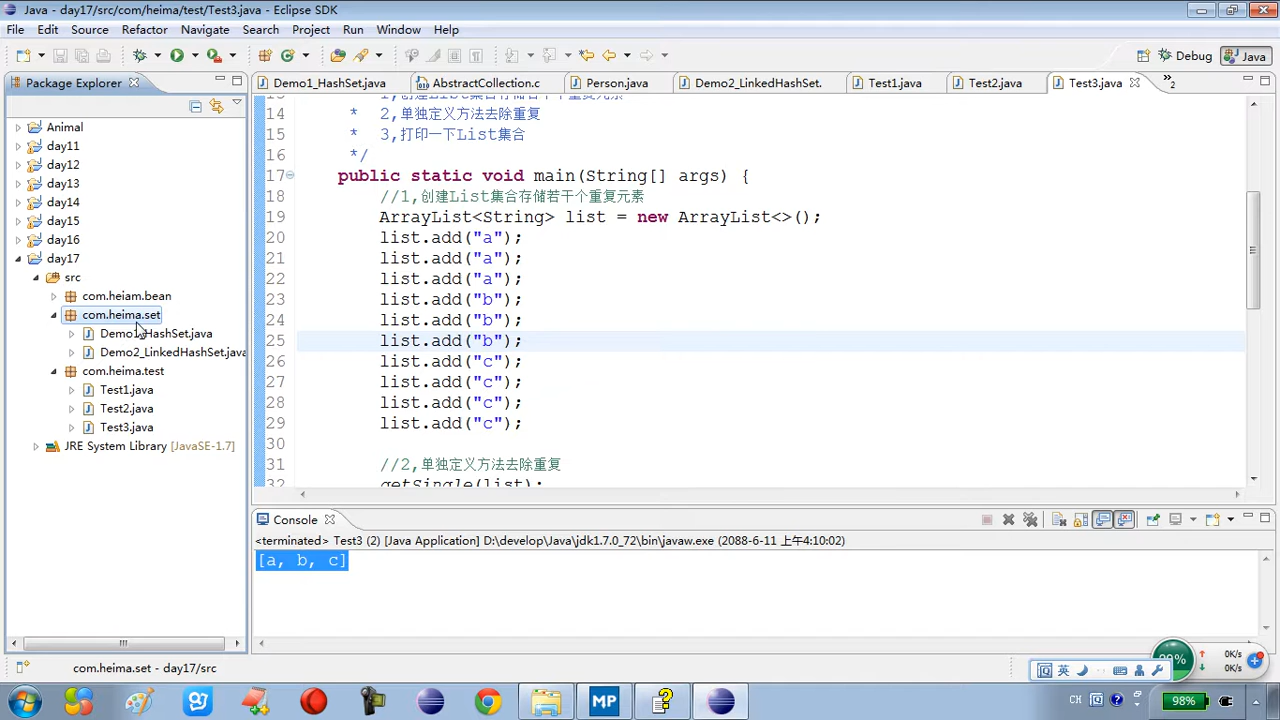 Java - day17/src/com/heima/test/Test3.java - Eclipse SDK
File Edit Source Refactor Navigate Search Project Run Window Help
Debug Java
Package Explorer
Demo1_HashSet.java AbstractCollection.c Person.java Demo2_LinkedHashSet. Test1.java Test2.java Test3.java »2
Animal
day11
day12
day13
day14
day15
day16
day17
src
com.heiam.bean
com.heima.set
Demo1_HashSet.java
Demo2_LinkedHashSet.java
com.heima.test
Test1.java
Test2.java
Test3.java
JRE System Library [JavaSE-1.7]
14 * 2,单独定义方法去除重复
15 * 3,打印一下List集合
16 */
17 public static void main(String[] args) {
18 //1,创建List集合存储若干个重复元素
19 ArrayList<String> list = new ArrayList<>();
20 list.add("a");
21 list.add("a");
22 list.add("a");
23 list.add("b");
24 list.add("b");
25 list.add("b");
26 list.add("c");
27 list.add("c");
28 list.add("c");
29 list.add("c");
30
31 //2,单独定义方法去除重复
32 getSingle(list);
Console
<terminated> Test3 (2) [Java Application] D:\develop\Java\jdk1.7.0_72\bin\javaw.exe (2088-6-11 上午4:10:02)
[a, b, c]
com.heima.set - day17/src
0K/s
0K/s
英
MP
CH
98%